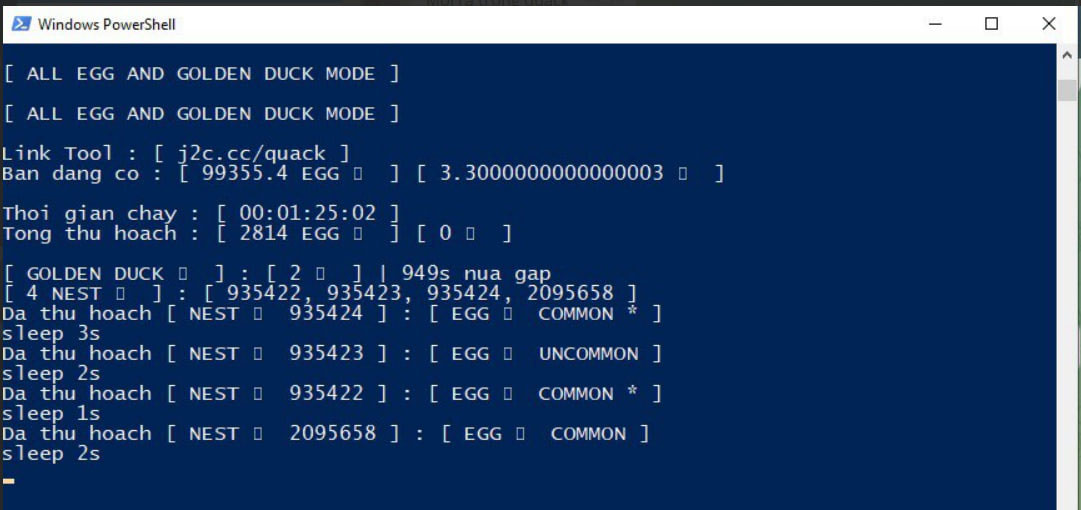 Windows PowerShell
[ ALL EGG AND GOLDEN DUCK MODE ]
[ ALL EGG AND GOLDEN DUCK MODE ]
Link Tool : [ j2c.cc/quack ]
Ban dang co : [ 99355.4 EGG ▯ ] [ 3.3000000000000003 ▯ ]
Thoi gian chay : [ 00:01:25:02 ]
Tong thu hoach : [ 2814 EGG ▯ ] [ 0 ▯ ]
[ GOLDEN DUCK ▯ ] : [ 2 ▯ ] | 949s nua gap
[ 4 NEST ▯ ] : [ 935422, 935423, 935424, 2095658 ]
Da thu hoach [ NEST ▯ 935424 ] : [ EGG ▯ COMMON * ]
sleep 3s
Da thu hoach [ NEST ▯ 935423 ] : [ EGG ▯ UNCOMMON ]
sleep 2s
Da thu hoach [ NEST ▯ 935422 ] : [ EGG ▯ COMMON * ]
sleep 1s
Da thu hoach [ NEST ▯ 2095658 ] : [ EGG ▯ COMMON ]
sleep 2s